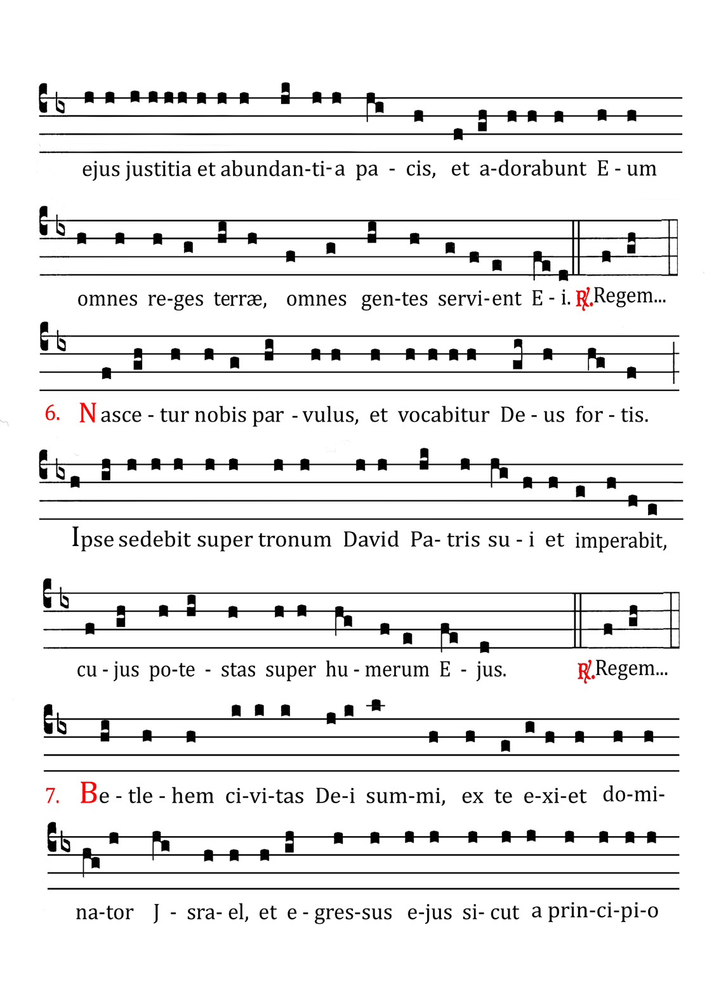 ejus justitia et abundan-ti-a pa - cis, et a-dorabunt E - um
omnes re-ges terræ, omnes gen-tes servi-ent E - i. ℟. Regem...
6. Nasce - tur nobis par - vulus, et vocabitur De - us for - tis.
Ipse sedebit super tronum David Pa- tris su - i et imperabit,
cu - jus po-te - stas super hu - merum E - jus. ℟. Regem...
7. Be - tle - hem ci-vi-tas De-i sum-mi, ex te e-xi-et do-mi-
na-tor J - sra- el, et e - gres-sus e-jus si- cut a prin-ci-pi-o